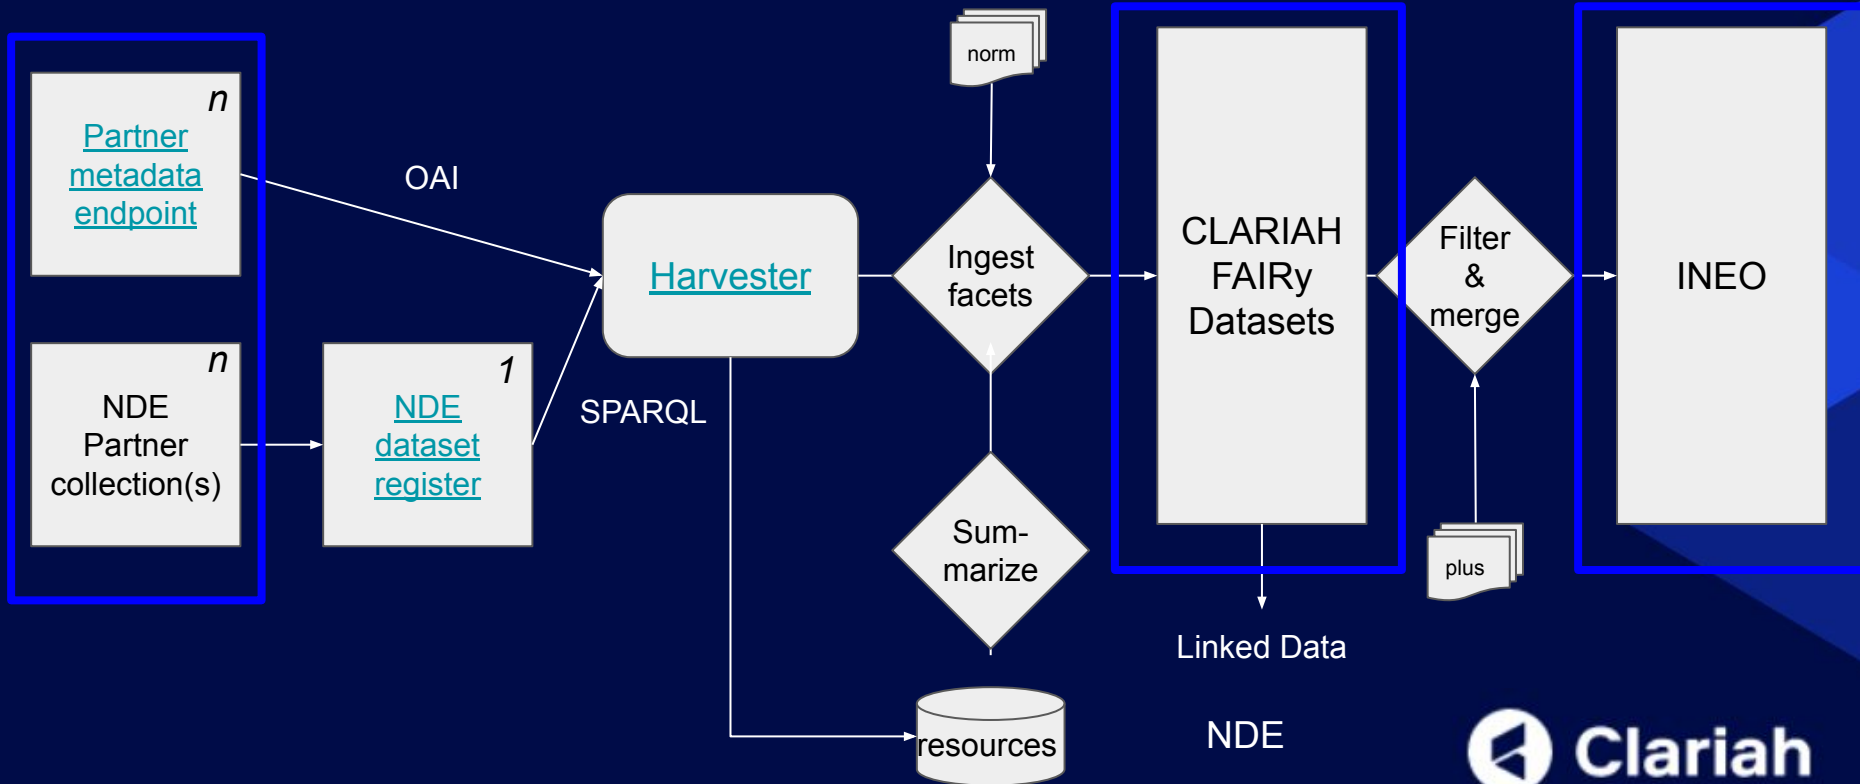 n
Partner
metadata
endpoint
n
NDE
Partner
collection(s)
1
NDE
dataset
register
OAI
SPARQL
Harvester
norm
Ingest
facets
Sum-
marize
resources
CLARIAH
FAIRy
Datasets
Linked Data
NDE
Filter
&
merge
plus
INEO
Clariah